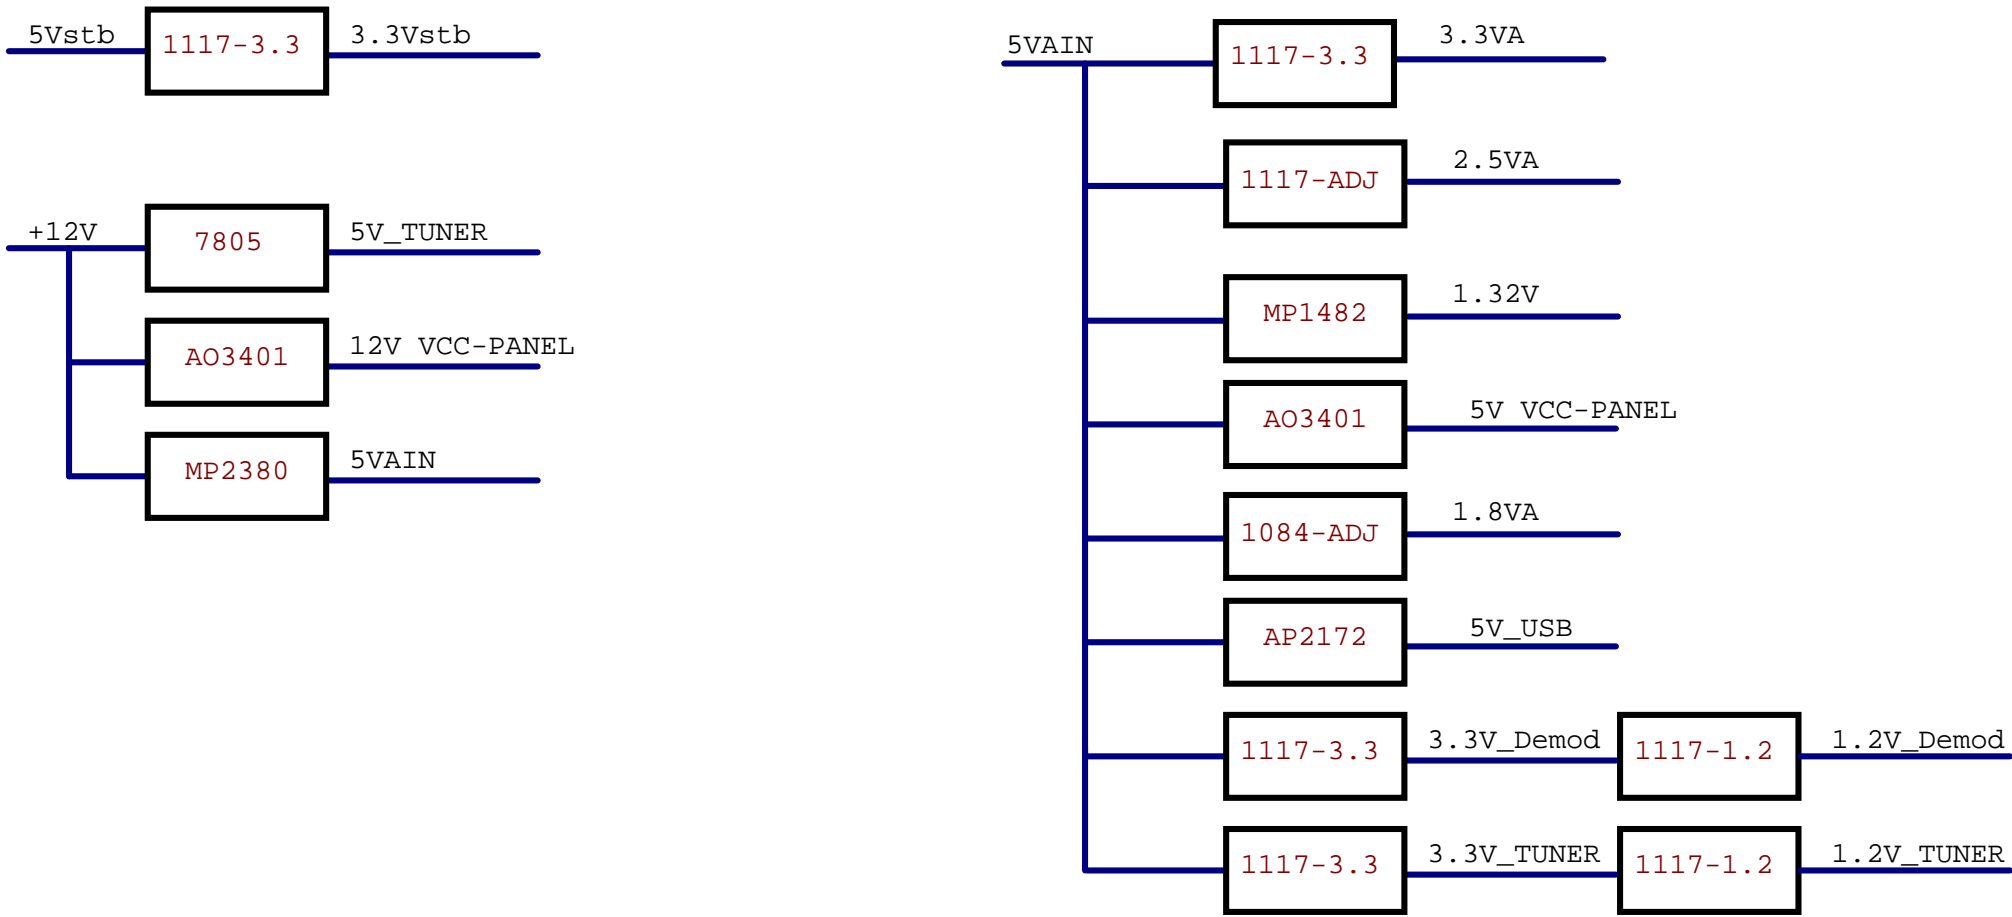 5Vstb 1117-3.3 3.3Vstb
+12V 7805 5V_TUNER
AO3401 12V VCC-PANEL
MP2380 5VAIN
5VAIN 1117-3.3 3.3VA
1117-ADJ 2.5VA
MP1482 1.32V
AO3401 5V VCC-PANEL
1084-ADJ 1.8VA
AP2172 5V_USB
1117-3.3 3.3V_Demod 1117-1.2 1.2V_Demod
1117-3.3 3.3V_TUNER 1117-1.2 1.2V_TUNER